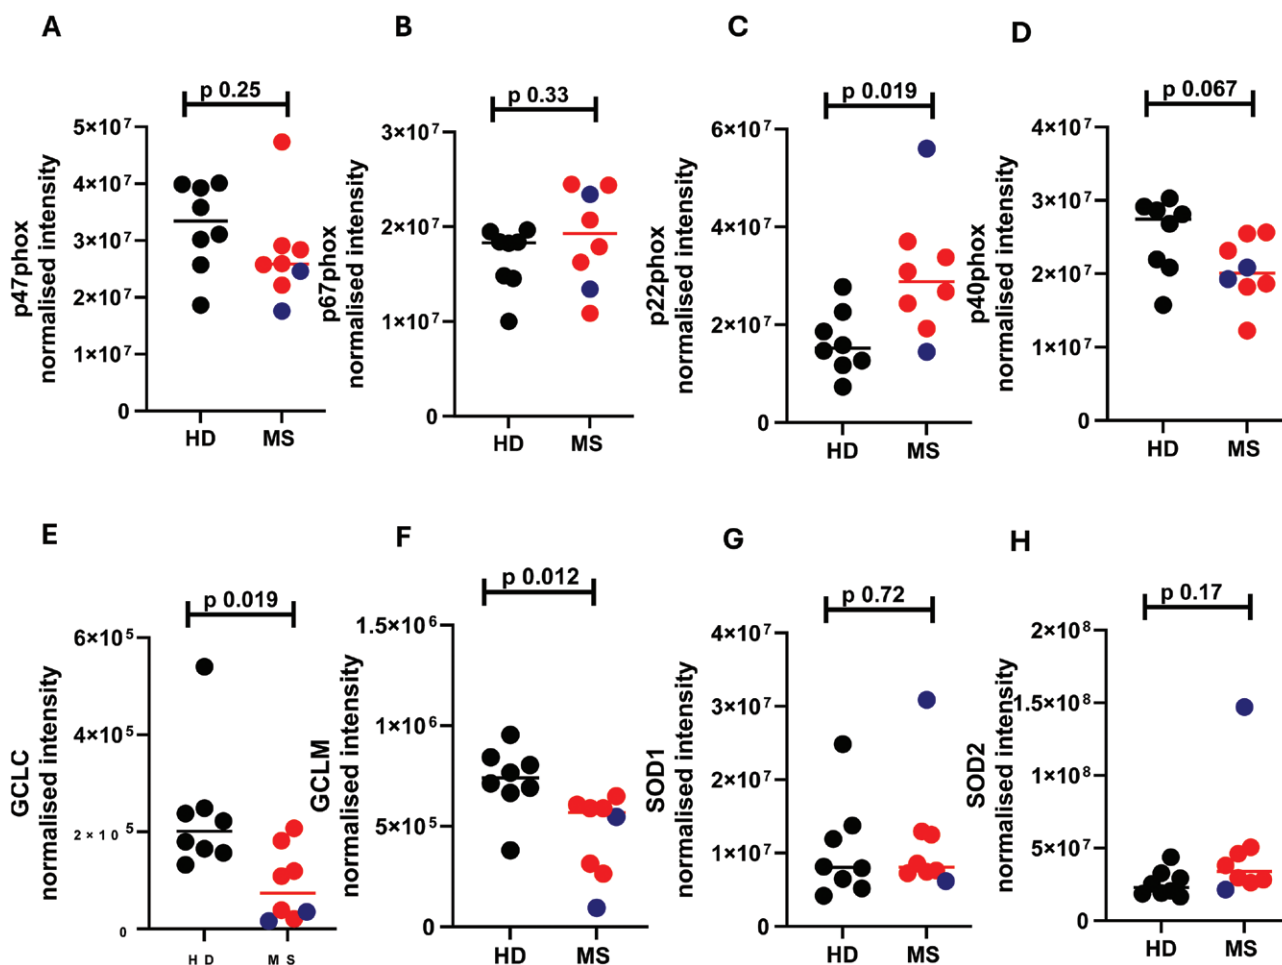 A
B
C
D
p 0.25
p 0.33
p 0.019
p 0.067
p47phox
normalised intensity
5×10⁷
4×10⁷
3×10⁷
2×10⁷
1×10⁷
0
HD
MS
p67phox
normalised intensity
3×10⁷
2×10⁷
1×10⁷
0
HD
MS
p22phox
normalised intensity
6×10⁷
4×10⁷
2×10⁷
0
HD
MS
p40phox
normalised intensity
4×10⁷
3×10⁷
2×10⁷
1×10⁷
0
HD
MS
E
F
G
H
p 0.019
p 0.012
p 0.72
p 0.17
GCLC
normalised intensity
6×10⁵
4×10⁵
2×10⁵
0
HD
MS
GCLM
normalised intensity
1.5×10⁶
1×10⁶
5×10⁵
0
HD
MS
SOD1
normalised intensity
4×10⁷
3×10⁷
2×10⁷
1×10⁷
0
HD
MS
SOD2
normalised intensity
2×10⁸
1.5×10⁸
1×10⁸
5×10⁷
0
HD
MS